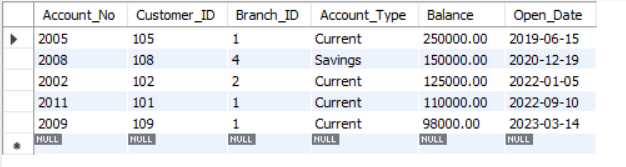 Account_No Customer_ID Branch_ID Account_Type Balance Open_Date
2005 105 1 Current 250000.00 2019-06-15
2008 108 4 Savings 150000.00 2020-12-19
2002 102 2 Current 125000.00 2022-01-05
2011 101 1 Current 110000.00 2022-09-10
2009 109 1 Current 98000.00 2023-03-14
NULL NULL NULL NULL NULL NULL